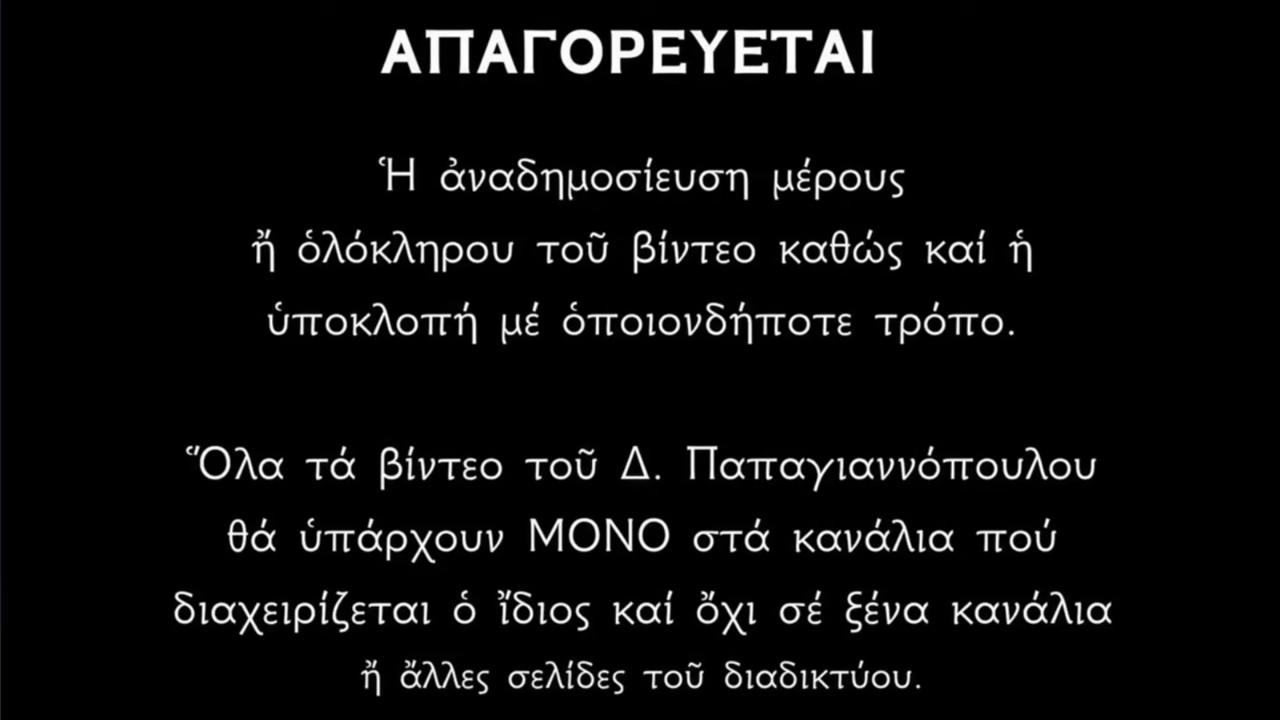 ΑΠΑΓΟΡΕΥΕΤΑΙ
Ἡ ἀναδημοσίευση μέρους
ἤ ὁλόκληρου τοῦ βίντεο καθώς καί ἡ
ὑποκλοπή μέ ὁποιονδήποτε τρόπο.
Ὅλα τά βίντεο τοῦ Δ. Παπαγιαννόπουλου
θά ὑπάρχουν ΜΟΝΟ στά κανάλια πού
διαχειρίζεται ὁ ἴδιος καί ὄχι σέ ξένα κανάλια
ἤ ἄλλες σελίδες τοῦ διαδικτύου.